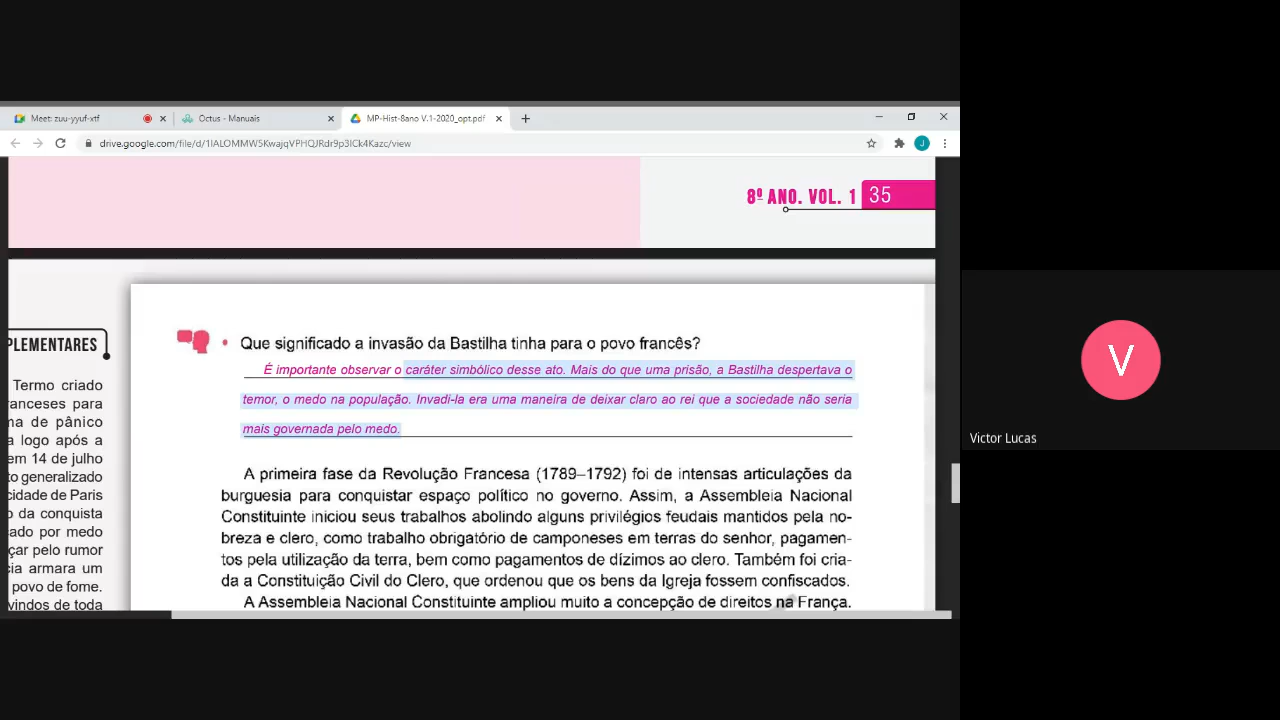 Meet: zuu-yyuf-xtf
Octus - Manuais
MP-Hist-8ano V.1-2020_opt.pdf
drive.google.com/file/d/1IALOMMW5KwajqVPHQJRdr9p3ICk4Kazc/view
J
8º ANO. VOL. 1 35
PLEMENTARES
Termo criado
ranceses para
ma de pânico
a logo após a
em 14 de julho
to generalizado
cidade de Paris
o da conquista
ado por medo
çar pelo rumor
cia armara um
povo de fome.
vindos de toda
• Que significado a invasão da Bastilha tinha para o povo francês?
É importante observar o caráter simbólico desse ato. Mais do que uma prisão, a Bastilha despertava o
temor, o medo na população. Invadi-la era uma maneira de deixar claro ao rei que a sociedade não seria
mais governada pelo medo.
A primeira fase da Revolução Francesa (1789–1792) foi de intensas articulações da
burguesia para conquistar espaço político no governo. Assim, a Assembleia Nacional
Constituinte iniciou seus trabalhos abolindo alguns privilégios feudais mantidos pela no-
breza e clero, como trabalho obrigatório de camponeses em terras do senhor, pagamen-
tos pela utilização da terra, bem como pagamentos de dízimos ao clero. Também foi cria-
da a Constituição Civil do Clero, que ordenou que os bens da Igreja fossem confiscados.
A Assembleia Nacional Constituinte ampliou muito a concepção de direitos na França.
V
Victor Lucas